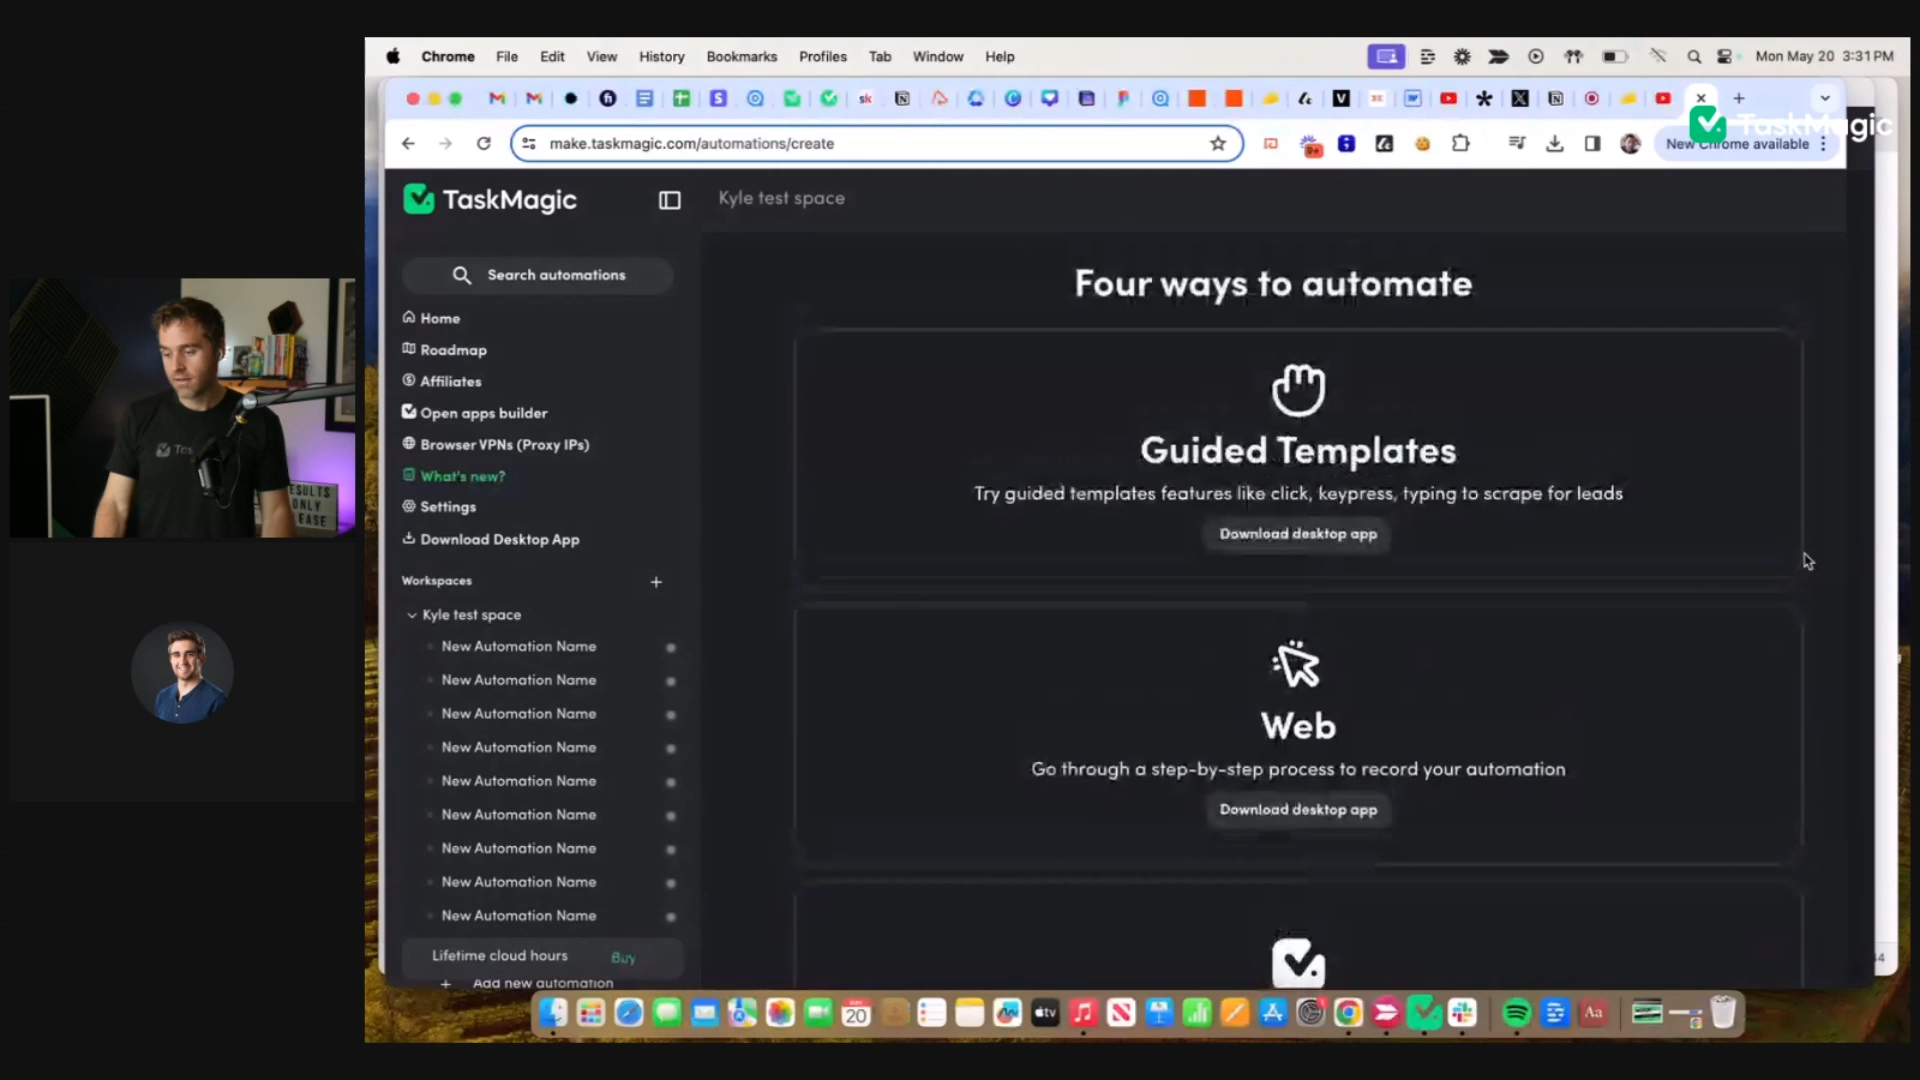 Chrome File Edit View History Bookmarks Profiles Tab Window Help
Mon May 20 3:31 PM
make.taskmagic.com/automations/create
New Chrome available
TaskMagic
TaskMagic
Kyle test space
Search automations
Home
Roadmap
Affiliates
Open apps builder
Browser VPNs (Proxy IPs)
What's new?
Settings
Download Desktop App
Workspaces
Kyle test space
New Automation Name
New Automation Name
New Automation Name
New Automation Name
New Automation Name
New Automation Name
New Automation Name
New Automation Name
New Automation Name
Lifetime cloud hours Buy
+ Add new automation
Four ways to automate
Guided Templates
Try guided templates features like click, keypress, typing to scrape for leads
Download desktop app
Web
Go through a step-by-step process to record your automation
Download desktop app